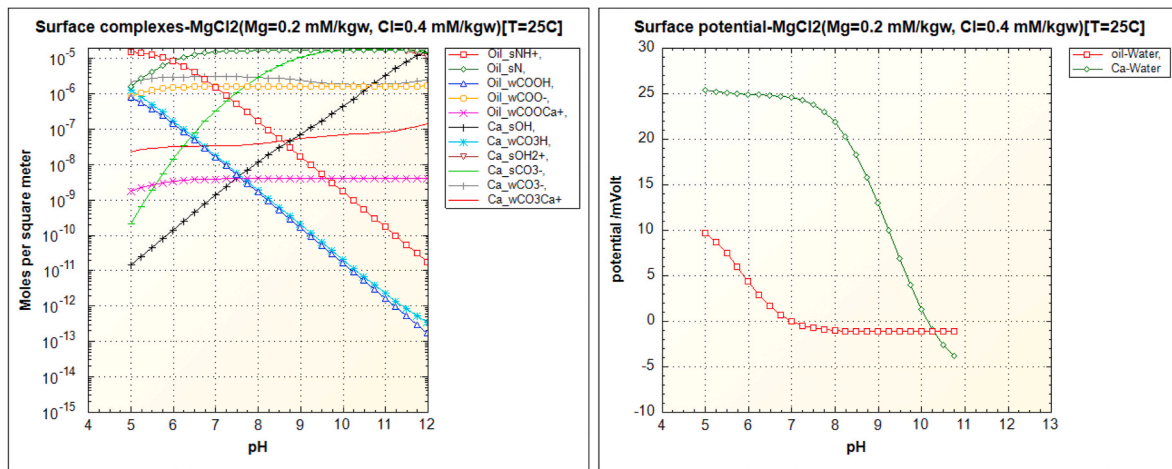 Surface complexes-MgCl2(Mg=0.2 mM/kgw, Cl=0.4 mM/kgw)[T=25C]
Moles per square meter
10-5
10-6
10-7
10-8
10-9
10-10
10-11
10-12
10-13
10-14
10-15
4 5 6 7 8 9 10 11 12
pH
Oil_sNH+,
Oil_sN,
Oil_wCOOH,
Oil_wCOO-,
Oil_wCOOCa+,
Ca_sOH,
Ca_wCO3H,
Ca_sOH2+,
Ca_sCO3-,
Ca_wCO3-,
Ca_wCO3Ca+
Surface potential-MgCl2(Mg=0.2 mM/kgw, Cl=0.4 mM/kgw)[T=25C]
potential /mVolt
30
25
20
15
10
5
0
-5
-10
4 5 6 7 8 9 10 11 12 13
pH
oil-Water,
Ca-Water